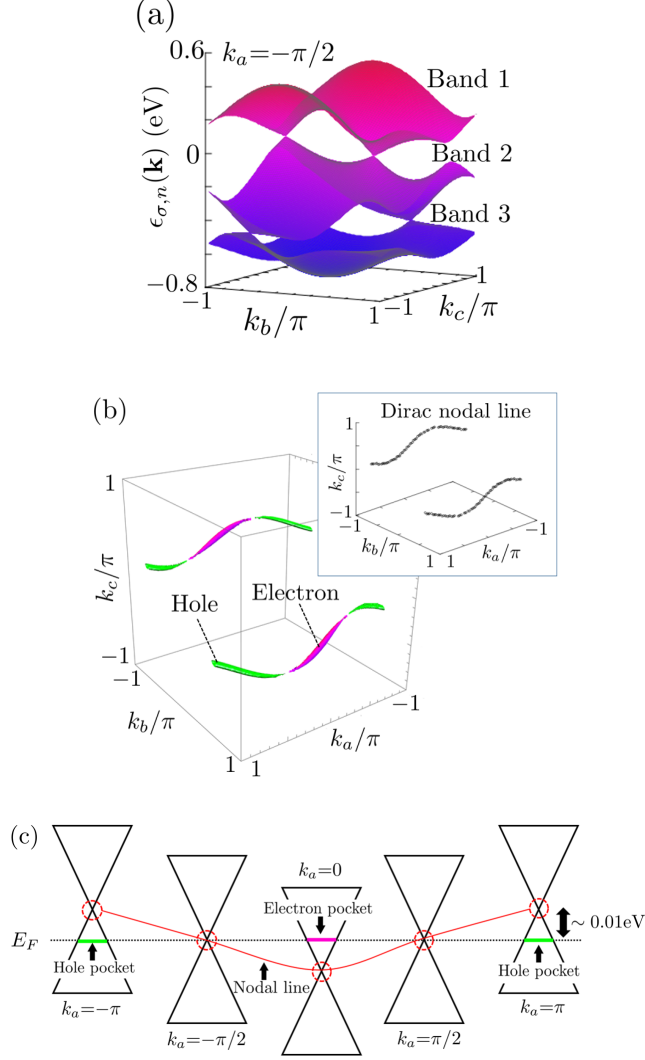 (a)
0.6
k_a=−π/2
Band 1
ϵ_{σ,n}(𝐤) (eV)
0
Band 2
Band 3
−0.8
−1
k_b/π
1
−1
k_c/π
1
(b)
Dirac nodal line
1
k_c/π
−1
−1
k_b/π
1
1
k_a/π
−1
1
k_c/π
Hole
Electron
−1
−1
k_b/π
1
1
k_a/π
−1
(c)
k_a=0
Electron pocket
∼ 0.01eV
E_F
Hole pocket
Hole pocket
Nodal line
k_a=−π
k_a=−π/2
k_a=π/2
k_a=π